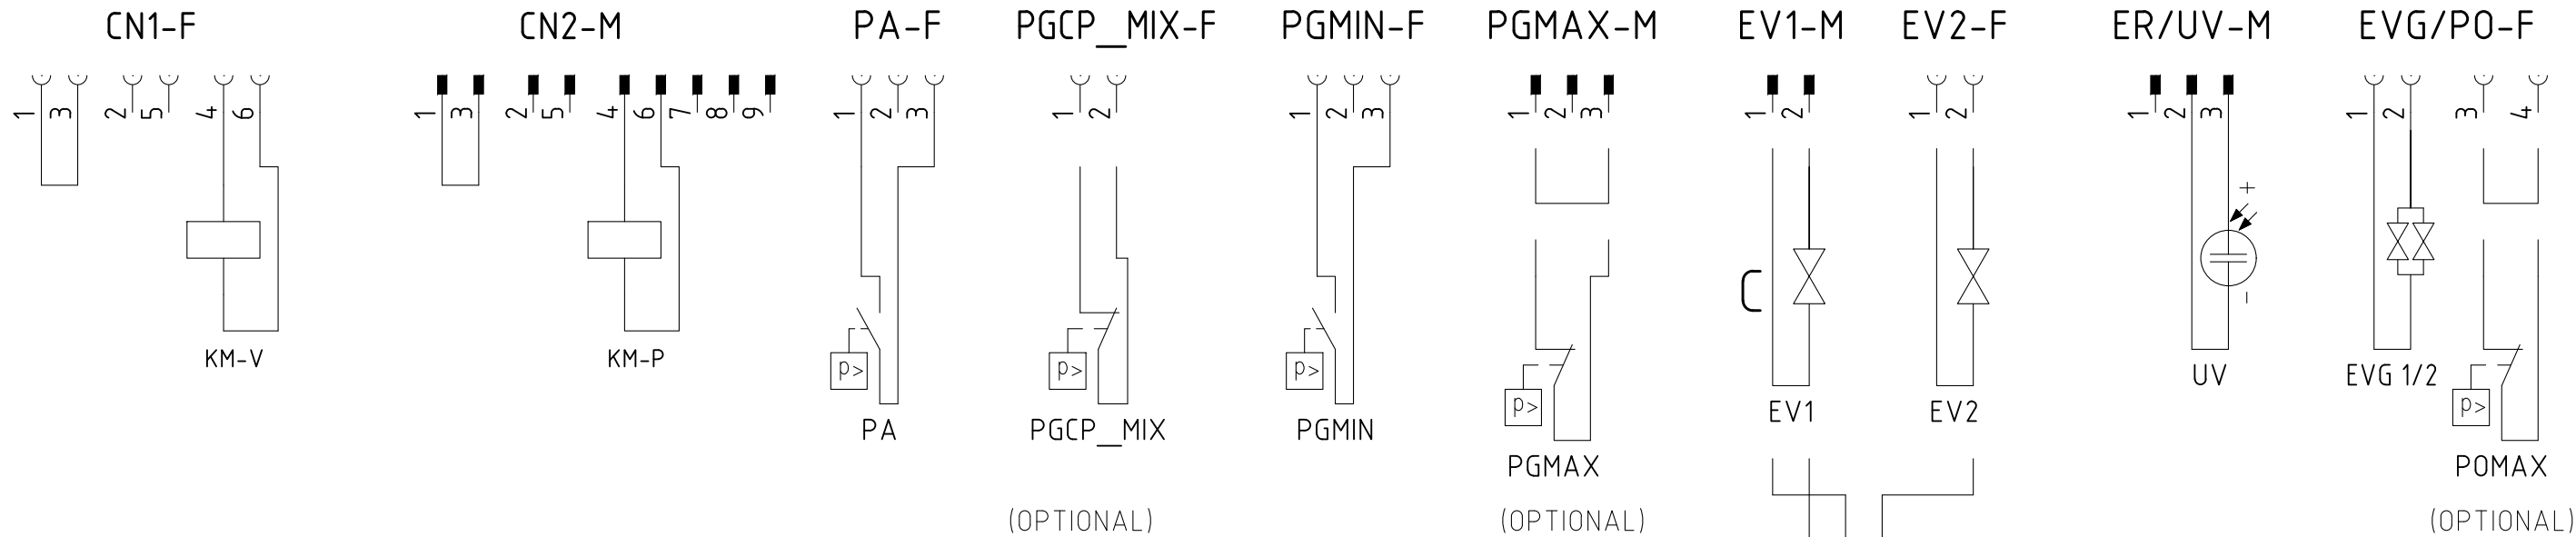 CN1-F CN2-M PA-F PGCP_MIX-F PGMIN-F PGMAX-M EV1-M EV2-F ER/UV-M EVG/PO-F
1 3 2 5 4 6 1 3 2 5 4 6 7 8 9 1 2 3 1 2 1 2 3 1 2 3 1 2 1 2 1 2 3 1 2 3 4
+
-
KM-V KM-P p> p> p> UV EVG 1/2
p> p>
PA PGCP_MIX PGMIN EV1 EV2
PGMAX POMAX
(OPTIONAL) (OPTIONAL) (OPTIONAL)